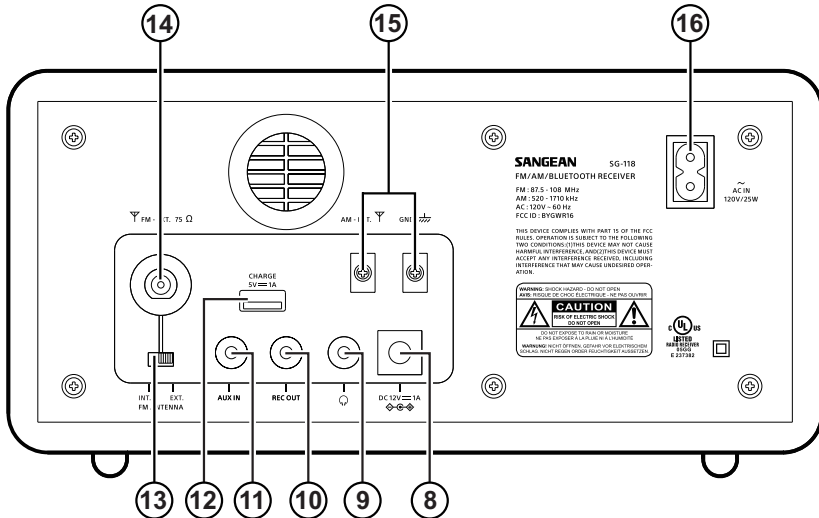 14
15
16
SANGEAN SG-118
FM/AM/BLUETOOTH RECEIVER
FM : 87.5 - 108 MHz
AM : 520 - 1710 kHz
AC : 120V ~ 60 Hz
FCC ID : BYGWR16
~
AC IN
120V/25W
THIS DEVICE COMPLIES WITH PART 15 OF THE FCC
RULES. OPERATION IS SUBJECT TO THE FOLLOWING
TWO CONDITIONS:(1)THIS DEVICE MAY NOT CAUSE
HARMFUL INTERFERENCE, AND(2)THIS DEVICE MUST
ACCEPT ANY INTERFERENCE RECEIVED, INCLUDING
INTERFERENCE THAT MAY CAUSE UNDESIRED OPER-
ATION.
FM - 75 Ω
AM - GND
CHARGE
5V⎓1A
WARNING: SHOCK HAZARD - DO NOT OPEN
AVIS: RISQUE DE CHOC ÉLECTRIQUE - NE PAS OUVRIR
CAUTION
RISK OF ELECTRIC SHOCK
DO NOT OPEN
DO NOT EXPOSE TO RAIN OR MOISTURE
NE PAS EXPOSER À LA PLUIE NI A L'HUMIDITÉ
WARNUNG! NICHT ÖFFNEN, GEFAHR VOR ELEKTRISCHEM
SCHLAG, NICHT REGEN ORDER FEUCHTIGKEIT AUSSETZEN.
C UL US
LISTED
RADIO RECEIVER
09GG
E 237382
INT. EXT.
FM ANTENNA
AUX IN
REC OUT
DC 12V⎓1A
13
12
11
10
9
8